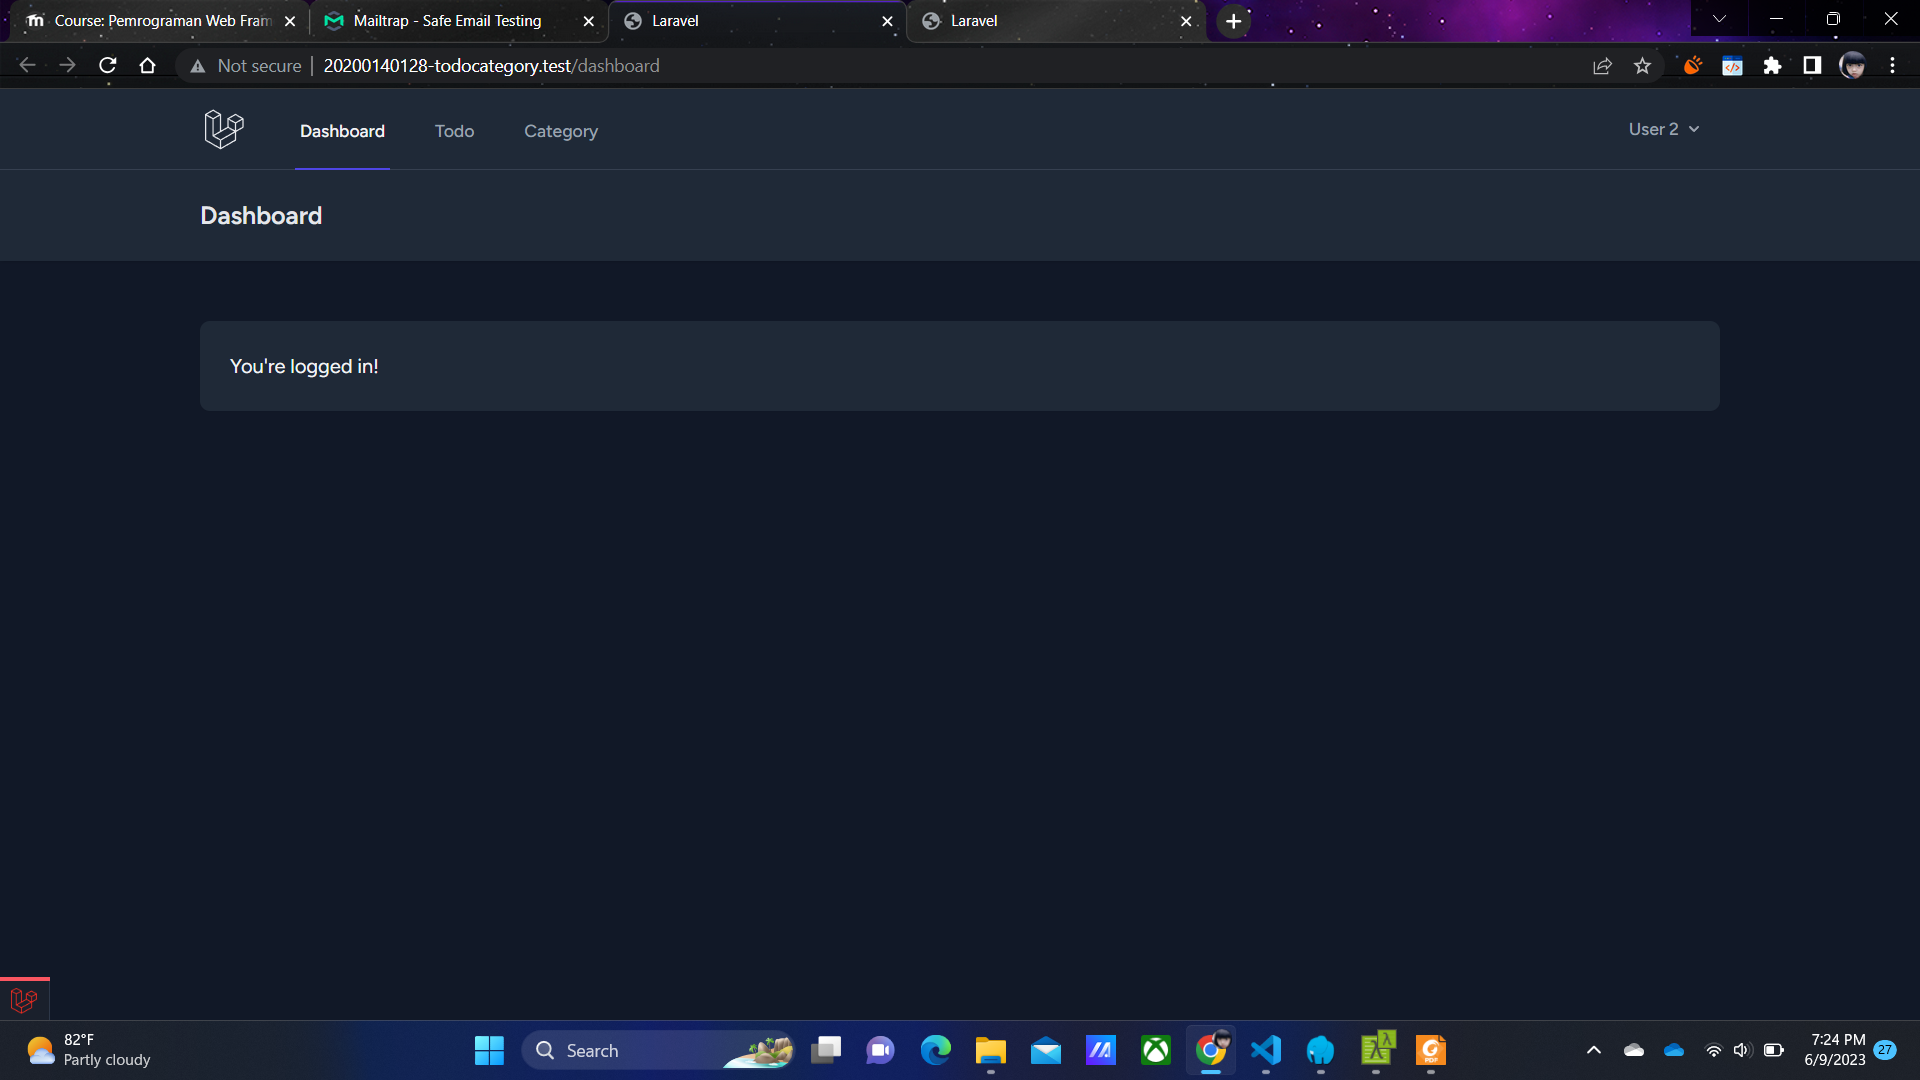 Course: Pemrograman Web Fram
Mailtrap - Safe Email Testing
Laravel
Laravel
Not secure
20200140128-todocategory.test/dashboard
Dashboard
Todo
Category
User 2
Dashboard
You're logged in!
82°F
Partly cloudy
Search
7:24 PM
6/9/2023
27